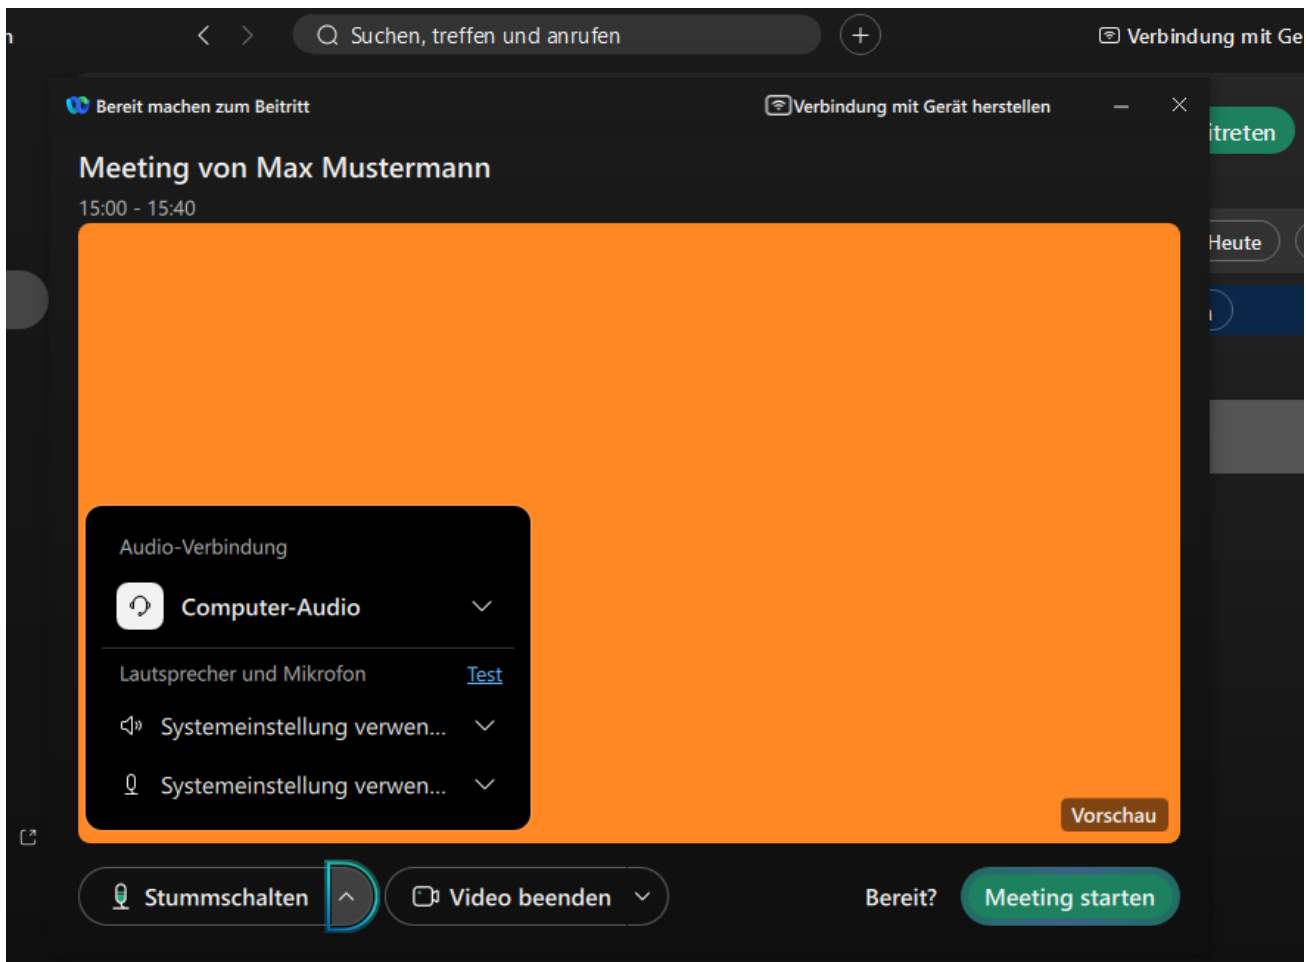 Suchen, treffen und anrufen
Verbindung mit Ge
Bereit machen zum Beitritt
Verbindung mit Gerät herstellen
itreten
Meeting von Max Mustermann
15:00 - 15:40
Heute
Audio-Verbindung
Computer-Audio
Lautsprecher und Mikrofon
Test
Systemeinstellung verwen...
Systemeinstellung verwen...
Vorschau
Stummschalten
Video beenden
Bereit?
Meeting starten